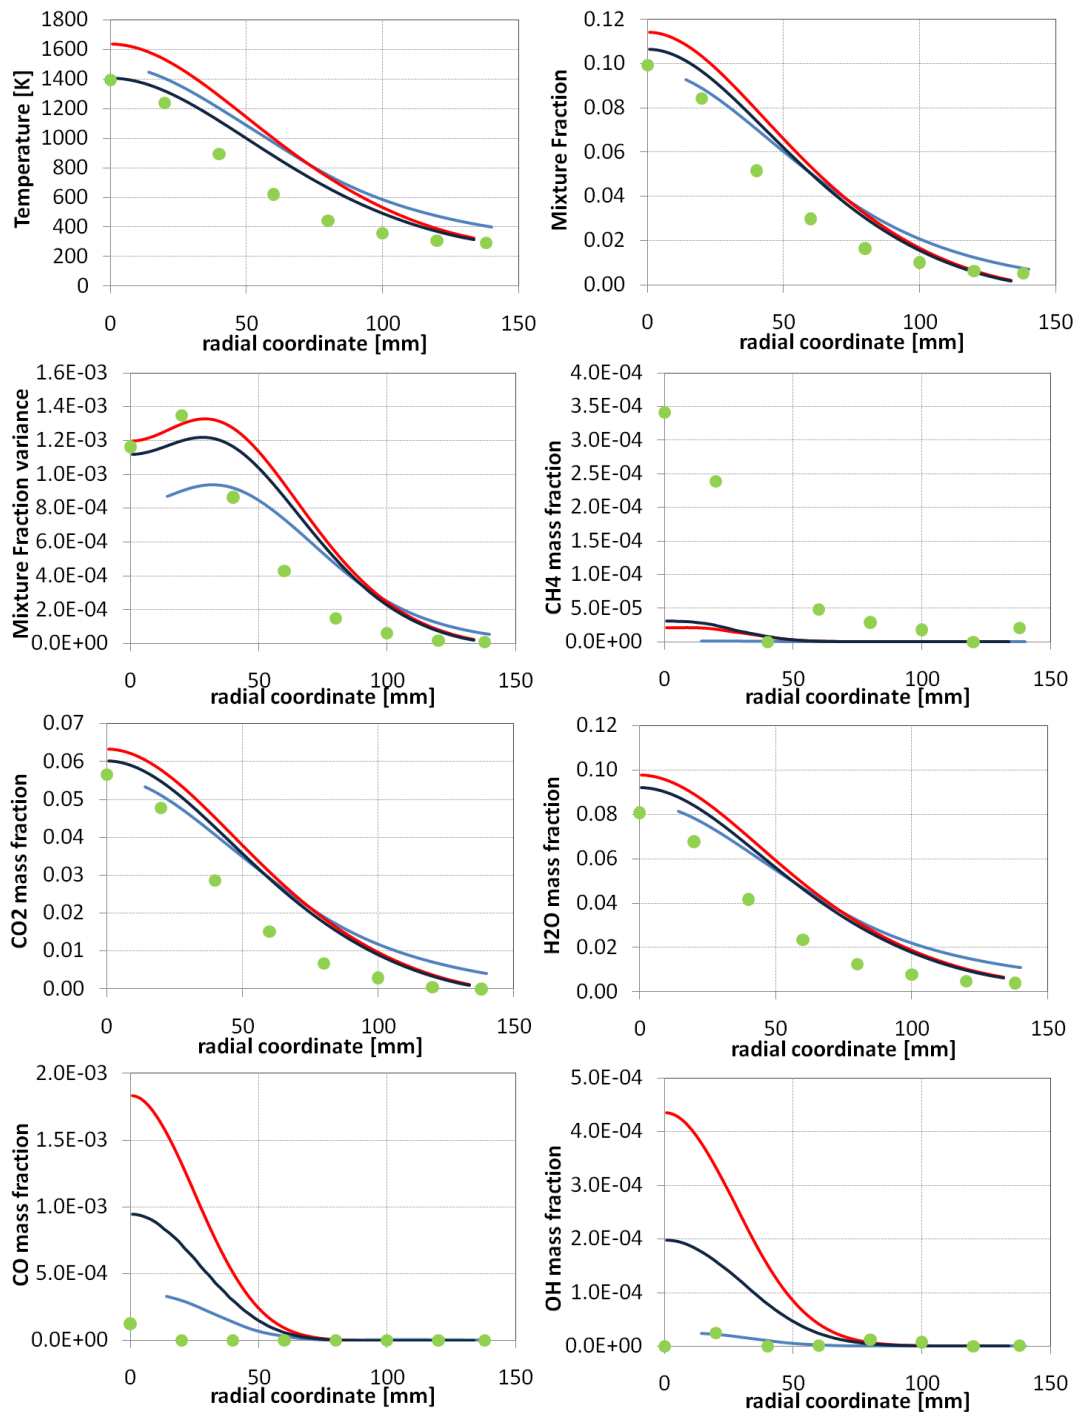 Temperature [K]
1800
1600
1400
1200
1000
800
600
400
200
0
0 50 100 150
radial coordinate [mm]
Mixture Fraction
0.12
0.10
0.08
0.06
0.04
0.02
0.00
0 50 100 150
radial coordinate [mm]
Mixture Fraction variance
1.6E-03
1.4E-03
1.2E-03
1.0E-03
8.0E-04
6.0E-04
4.0E-04
2.0E-04
0.0E+00
0 50 100 150
radial coordinate [mm]
CH4 mass fraction
4.0E-04
3.5E-04
3.0E-04
2.5E-04
2.0E-04
1.5E-04
1.0E-04
5.0E-05
0.0E+00
0 50 100 150
radial coordinate [mm]
CO2 mass fraction
0.07
0.06
0.05
0.04
0.03
0.02
0.01
0.00
0 50 100 150
radial coordinate [mm]
H2O mass fraction
0.12
0.10
0.08
0.06
0.04
0.02
0.00
0 50 100 150
radial coordinate [mm]
CO mass fraction
2.0E-03
1.5E-03
1.0E-03
5.0E-04
0.0E+00
0 50 100 150
radial coordinate [mm]
OH mass fraction
5.0E-04
4.0E-04
3.0E-04
2.0E-04
1.0E-04
0.0E+00
0 50 100 150
radial coordinate [mm]